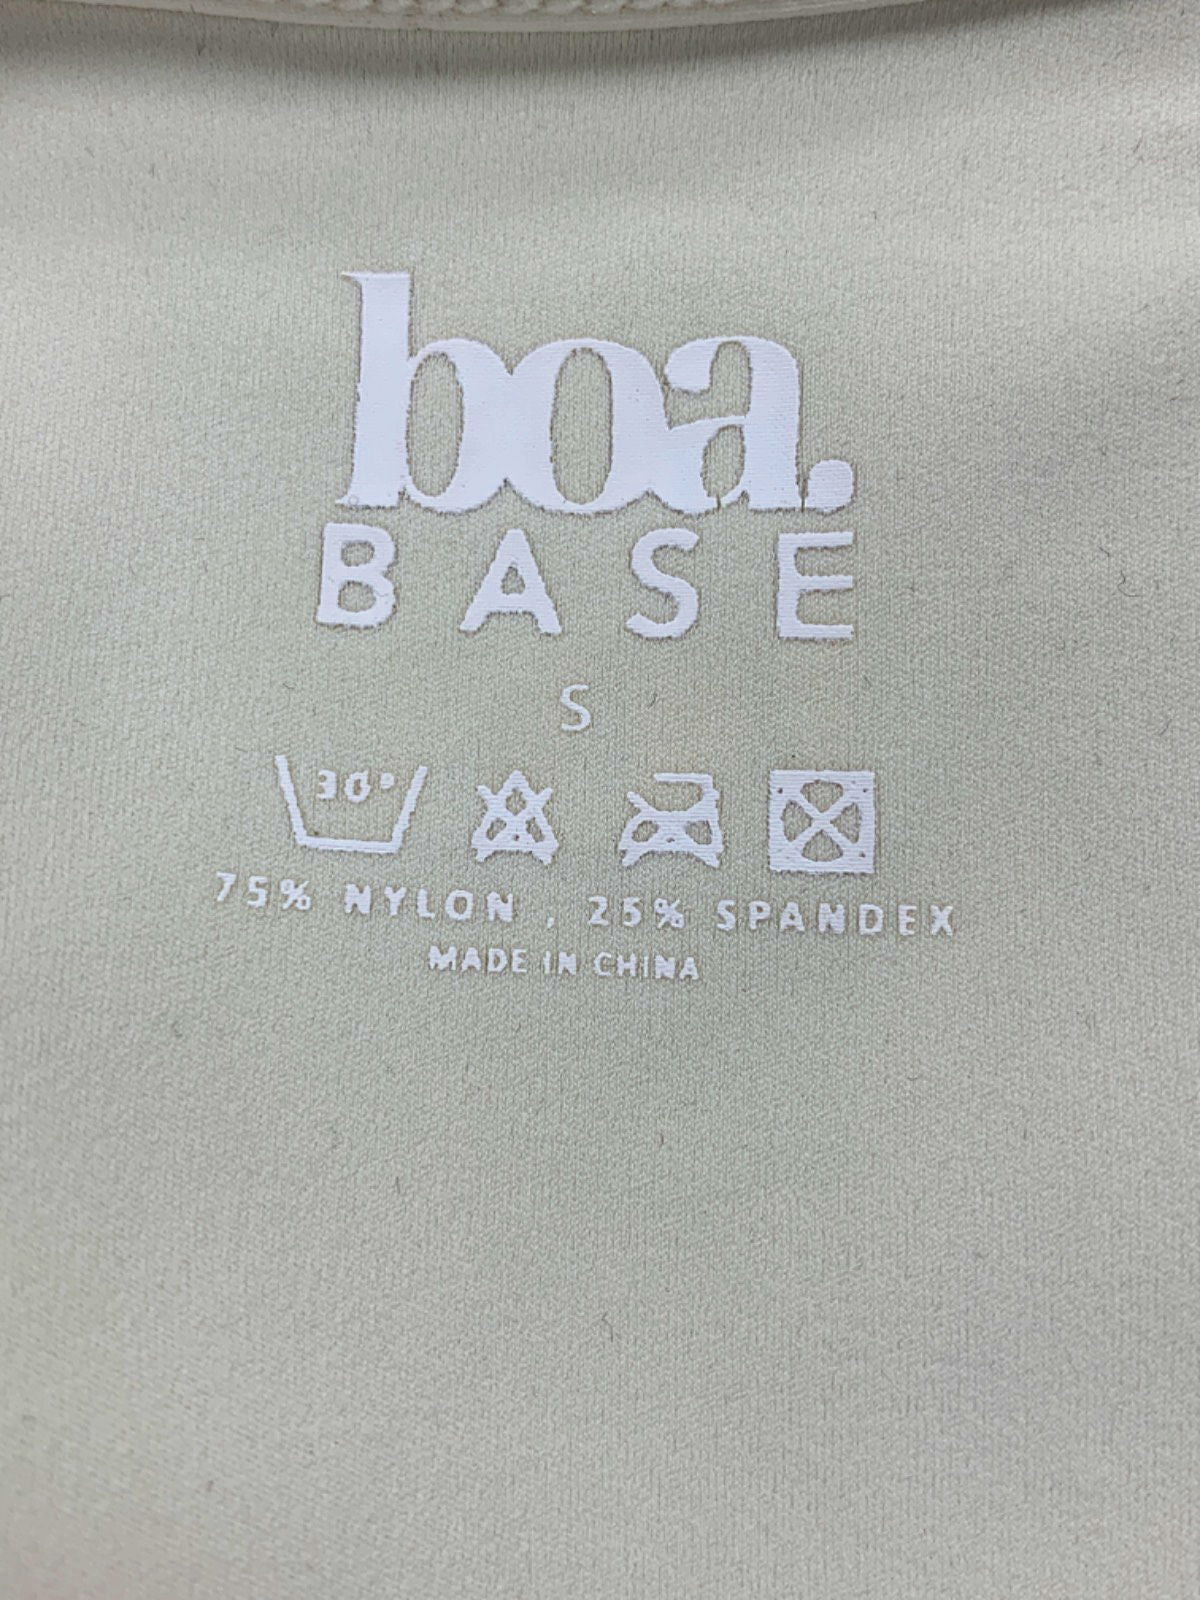 boa.
BASE
S
30°
75% NYLON , 25% SPANDEX
MADE IN CHINA